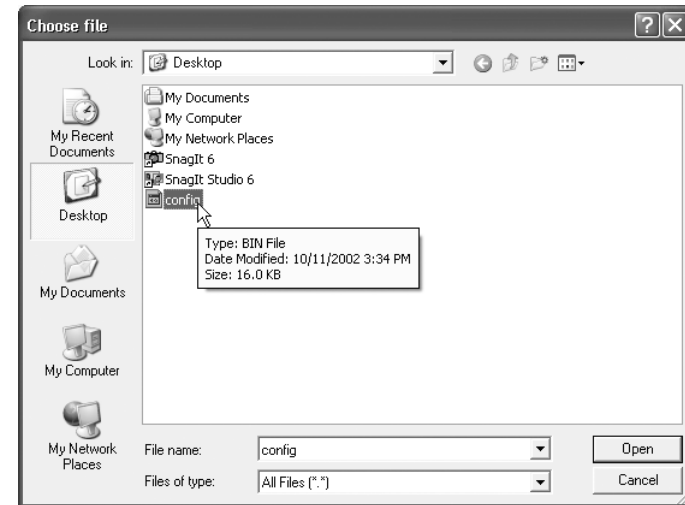 Choose file
Look in: Desktop
My Recent
Documents
Desktop
My Documents
My Computer
My Network
Places
My Documents
My Computer
My Network Places
SnagIt 6
SnagIt Studio 6
config
Type: BIN File
Date Modified: 10/11/2002 3:34 PM
Size: 16.0 KB
File name: config Open
Files of type: All Files (*.*) Cancel